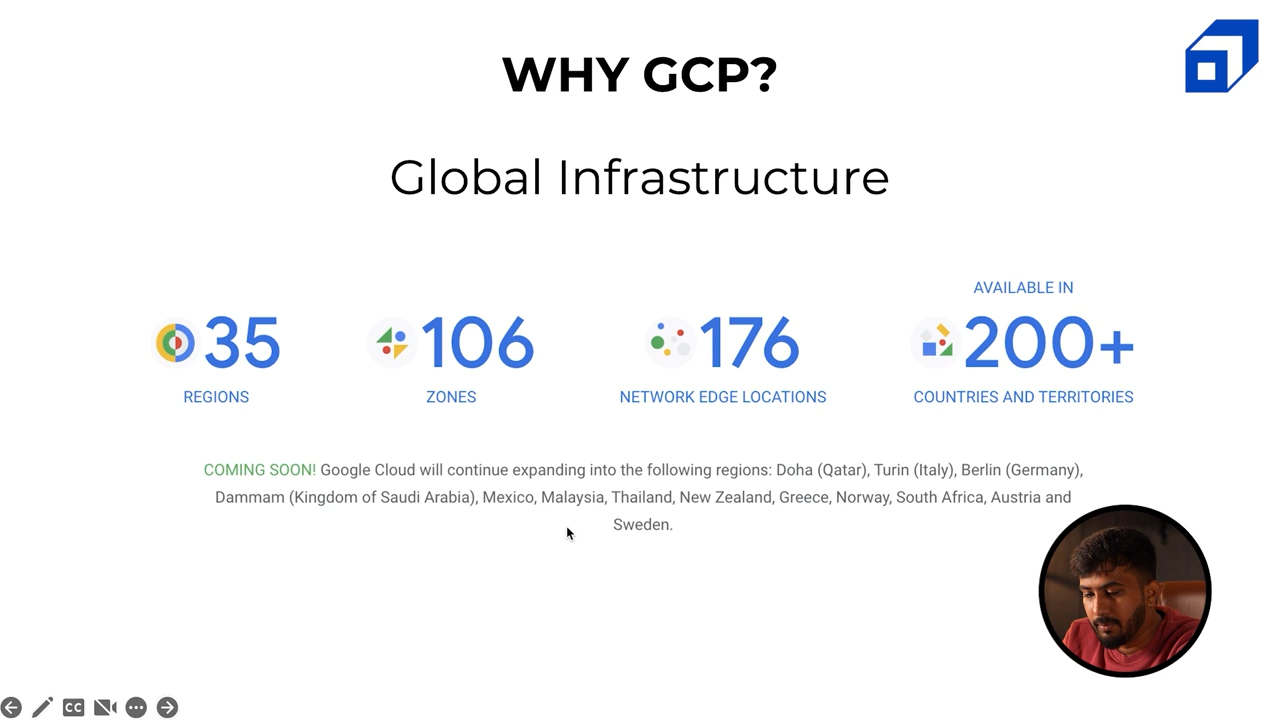 WHY GCP?
Global Infrastructure
35
REGIONS
106
ZONES
176
NETWORK EDGE LOCATIONS
AVAILABLE IN
200+
COUNTRIES AND TERRITORIES
COMING SOON! Google Cloud will continue expanding into the following regions: Doha (Qatar), Turin (Italy), Berlin (Germany),
Dammam (Kingdom of Saudi Arabia), Mexico, Malaysia, Thailand, New Zealand, Greece, Norway, South Africa, Austria and
Sweden.
CC